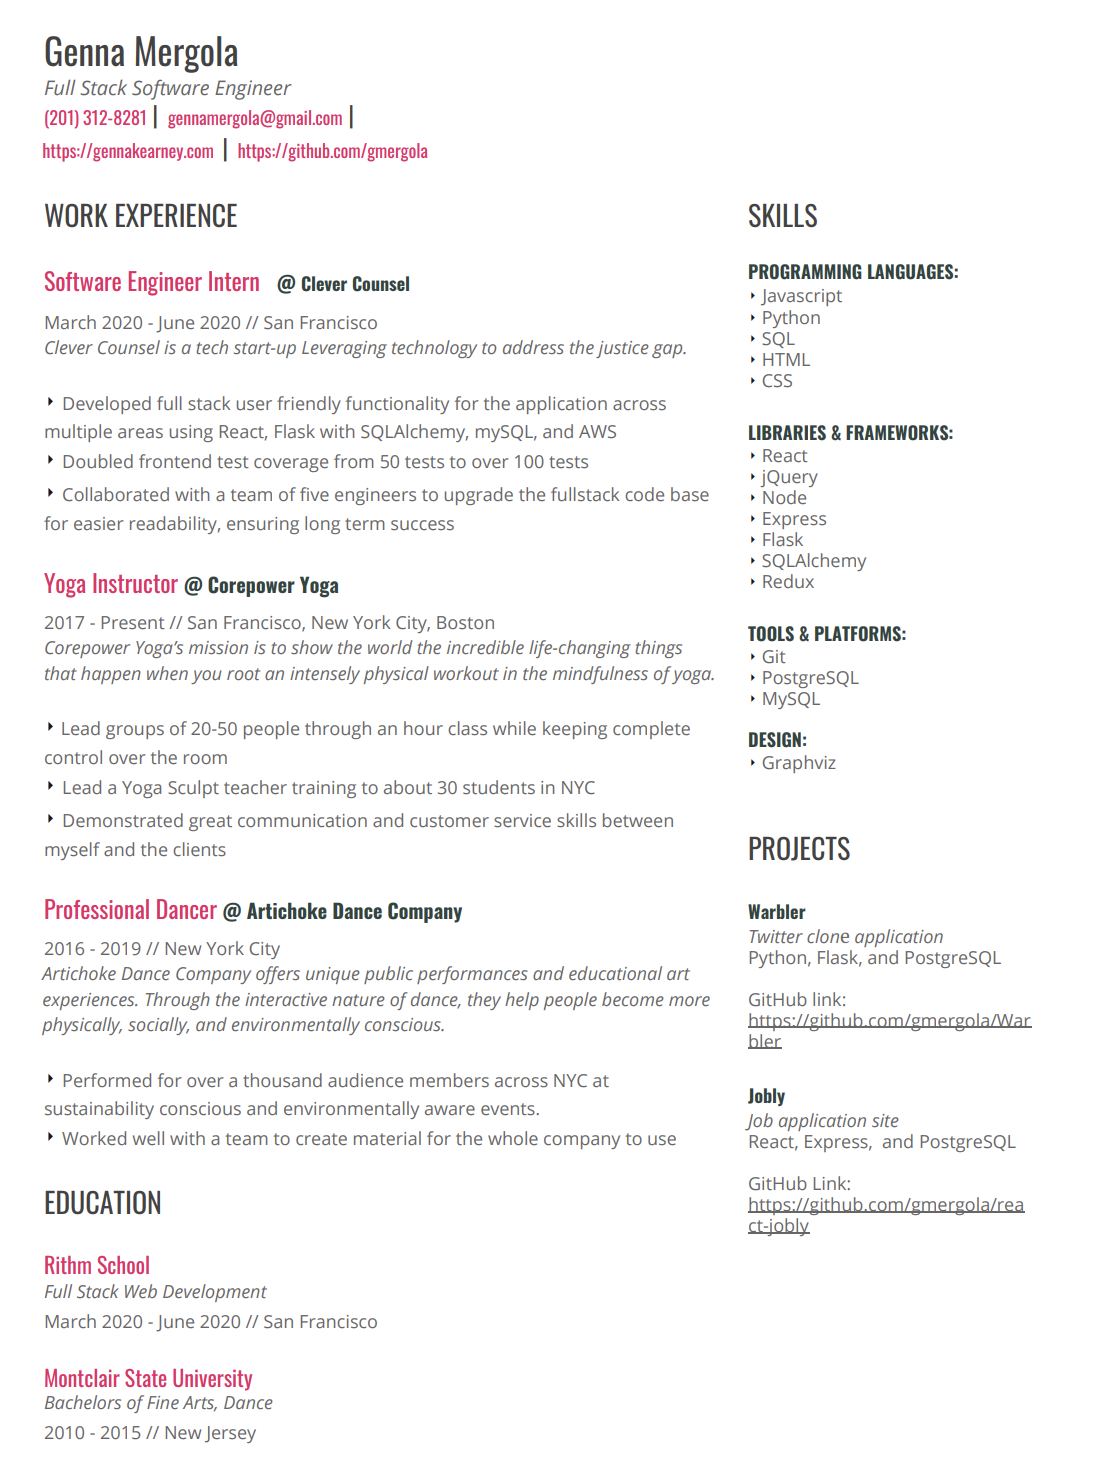 Genna Mergola
Full Stack Software Engineer
(201) 312-8281 | gennamergola@gmail.com |
https://gennakearney.com | https://github.com/gmergola
WORK EXPERIENCE
Software Engineer Intern @ Clever Counsel
March 2020 - June 2020 // San Francisco
Clever Counsel is a tech start-up Leveraging technology to address the justice gap.
‣ Developed full stack user friendly functionality for the application across
multiple areas using React, Flask with SQLAlchemy, mySQL, and AWS
‣ Doubled frontend test coverage from 50 tests to over 100 tests
‣ Collaborated with a team of five engineers to upgrade the fullstack code base
for easier readability, ensuring long term success
Yoga Instructor @ Corepower Yoga
2017 - Present // San Francisco, New York City, Boston
Corepower Yoga’s mission is to show the world the incredible life-changing things
that happen when you root an intensely physical workout in the mindfulness of yoga.
‣ Lead groups of 20-50 people through an hour class while keeping complete
control over the room
‣ Lead a Yoga Sculpt teacher training to about 30 students in NYC
‣ Demonstrated great communication and customer service skills between
myself and the clients
Professional Dancer @ Artichoke Dance Company
2016 - 2019 // New York City
Artichoke Dance Company offers unique public performances and educational art
experiences. Through the interactive nature of dance, they help people become more
physically, socially, and environmentally conscious.
‣ Performed for over a thousand audience members across NYC at
sustainability conscious and environmentally aware events.
‣ Worked well with a team to create material for the whole company to use
EDUCATION
Rithm School
Full Stack Web Development
March 2020 - June 2020 // San Francisco
Montclair State University
Bachelors of Fine Arts, Dance
2010 - 2015 // New Jersey
SKILLS
PROGRAMMING LANGUAGES:
‣ Javascript
‣ Python
‣ SQL
‣ HTML
‣ CSS
LIBRARIES & FRAMEWORKS:
‣ React
‣ jQuery
‣ Node
‣ Express
‣ Flask
‣ SQLAlchemy
‣ Redux
TOOLS & PLATFORMS:
‣ Git
‣ PostgreSQL
‣ MySQL
DESIGN:
‣ Graphviz
PROJECTS
Warbler
Twitter clone application
Python, Flask, and PostgreSQL
GitHub link:
https://github.com/gmergola/War
bler
Jobly
Job application site
React, Express, and PostgreSQL
GitHub Link:
https://github.com/gmergola/rea
ct-jobly